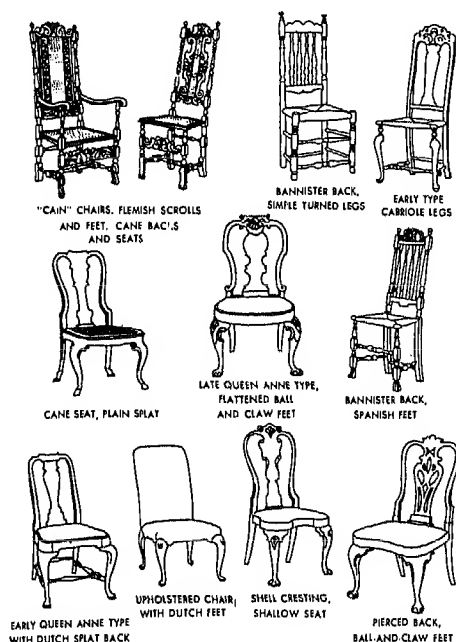 "CAIN" CHAIRS. FLEMISH SCROLLS
AND FEET, CANE BAC'.S
AND SEATS
BANNISTER BACK,
SIMPLE TURNED LEGS
EARLY TYPE
CABRIOLE LEGS
CANE SEAT, PLAIN SPLAT
LATE QUEEN ANNE TYPE,
FLATTENED BALL
AND CLAW FEET
BANNISTER BACK,
SPANISH FEET
EARLY QUEEN ANNE TYPE
WITH DUTCH SPLAT BACK
UPHOLSTERED CHAIR;
WITH DUTCH FEET
SHELL CRESTING,
SHALLOW SEAT
PIERCED BACK,
BALL-AND-CLAW FEET